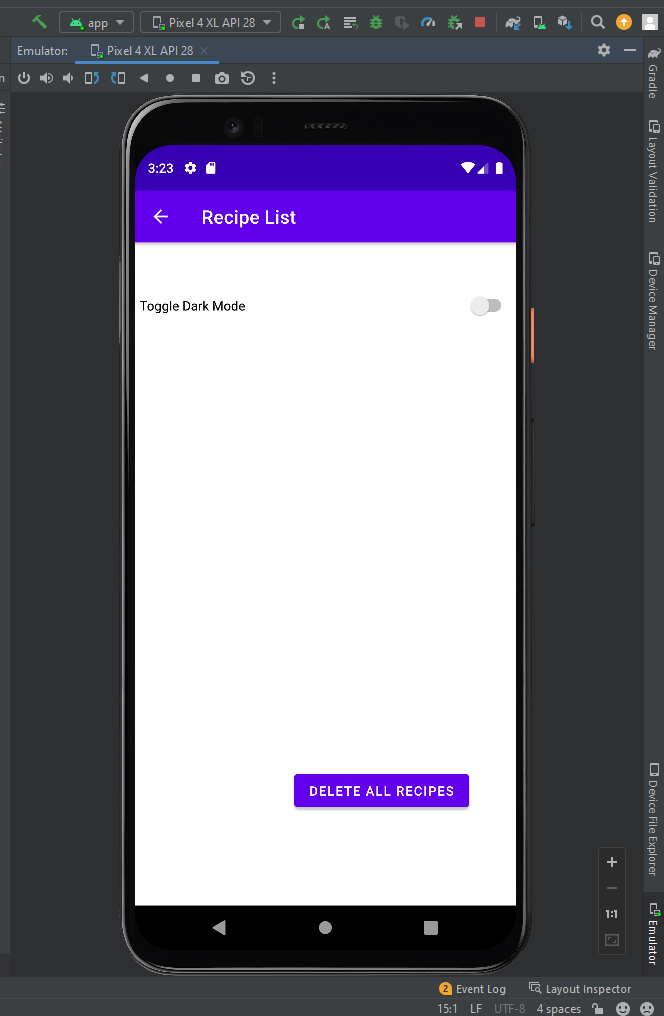 app
Pixel 4 XL API 28
Emulator:
Pixel 4 XL API 28
Gradle
Layout Validation
Device Manager
3:23
Recipe List
Toggle Dark Mode
DELETE ALL RECIPES
Device File Explorer
1:1
Emulator
2 Event Log
Layout Inspector
15:1 LF UTF-8 4 spaces